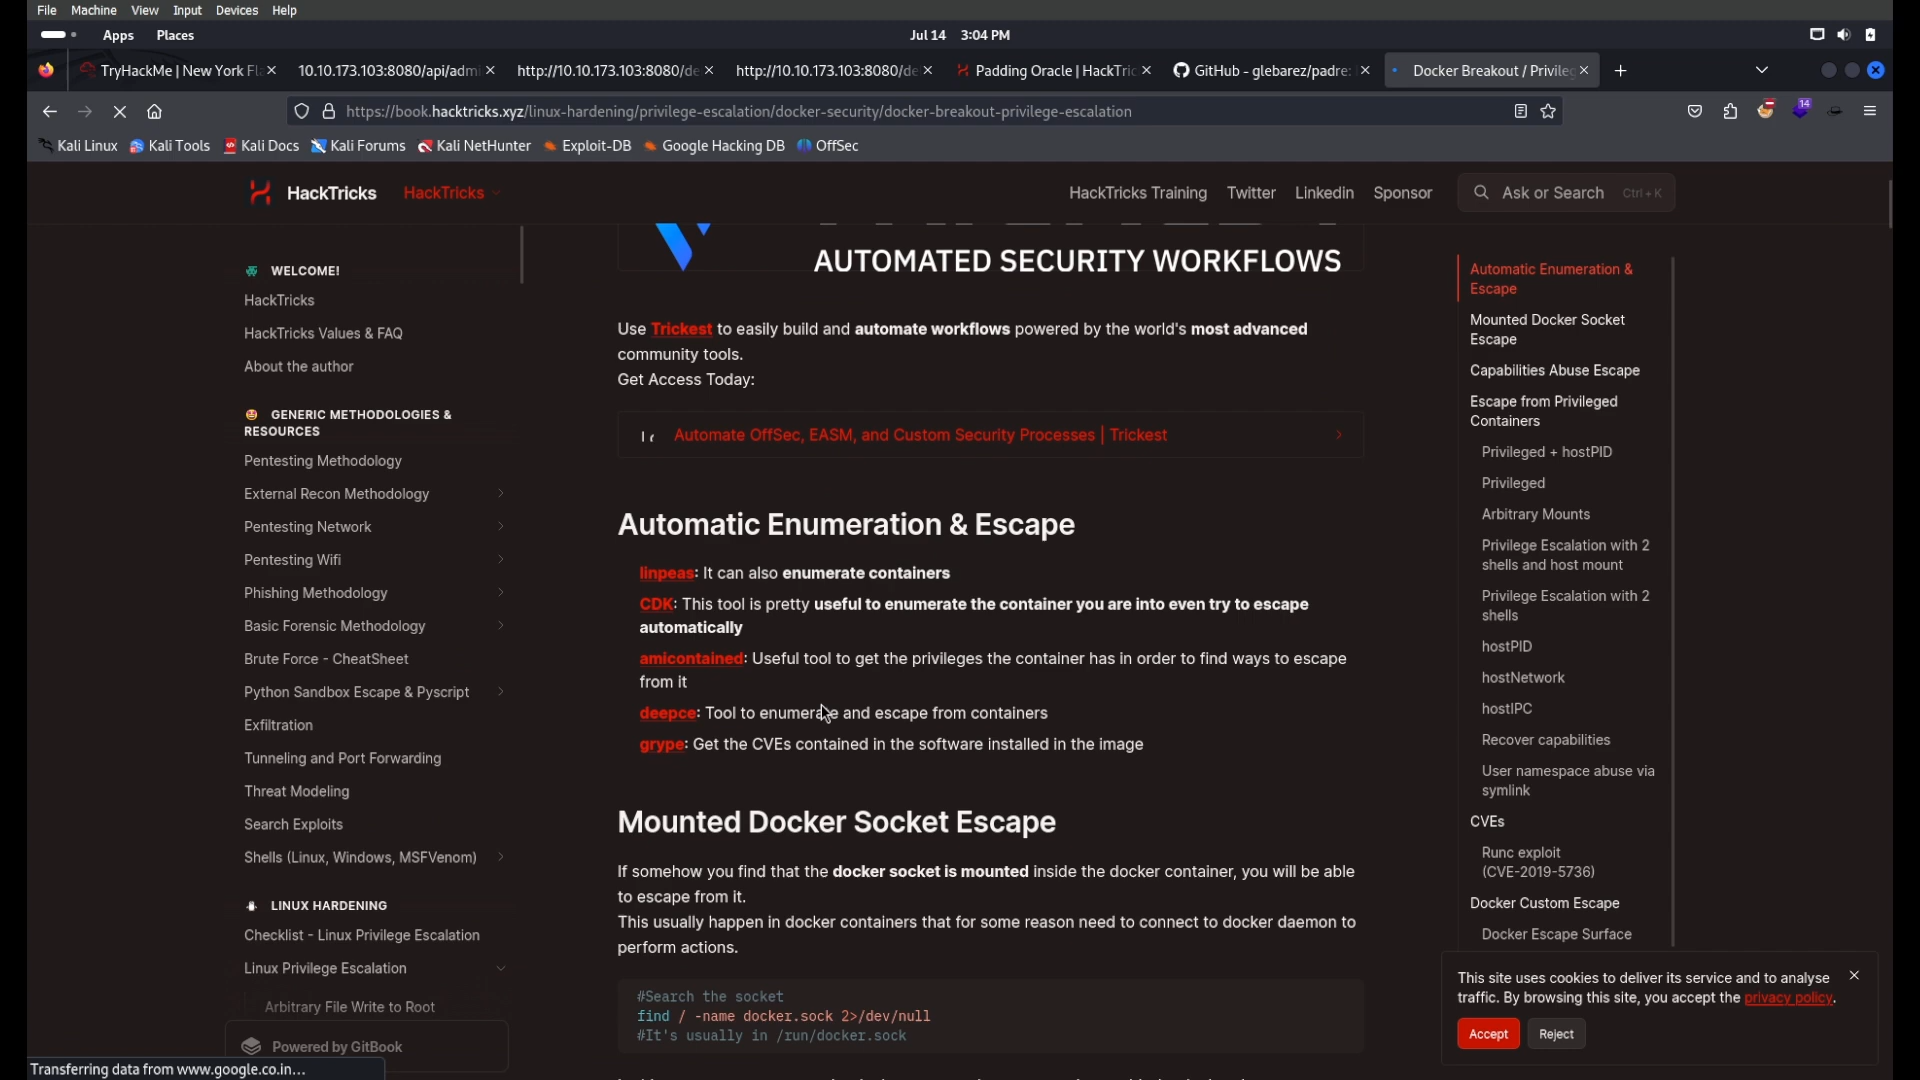 File Machine View Input Devices Help
Apps Places Jul 14 3:04 PM
TryHackMe | New York Fl
10.10.173.103:8080/api/admi
http://10.10.173.103:8080/de
http://10.10.173.103:8080/de
Padding Oracle | HackTric
GitHub - glebarez/padre:
Docker Breakout / Privileg
https://book.hacktricks.xyz/linux-hardening/privilege-escalation/docker-security/docker-breakout-privilege-escalation
14
Kali Linux Kali Tools Kali Docs Kali Forums Kali NetHunter Exploit-DB Google Hacking DB OffSec
HackTricks HackTricks HackTricks Training Twitter Linkedin Sponsor Ask or Search Ctrl+K
WELCOME!
HackTricks
HackTricks Values & FAQ
About the author
GENERIC METHODOLOGIES &
RESOURCES
Pentesting Methodology
External Recon Methodology
Pentesting Network
Pentesting Wifi
Phishing Methodology
Basic Forensic Methodology
Brute Force - CheatSheet
Python Sandbox Escape & Pyscript
Exfiltration
Tunneling and Port Forwarding
Threat Modeling
Search Exploits
Shells (Linux, Windows, MSFVenom)
LINUX HARDENING
Checklist - Linux Privilege Escalation
Linux Privilege Escalation
Arbitrary File Write to Root
Powered by GitBook
Transferring data from www.google.co.in...
AUTOMATED SECURITY WORKFLOWS
Use Trickest to easily build and automate workflows powered by the world's most advanced
community tools.
Get Access Today:
Automate OffSec, EASM, and Custom Security Processes | Trickest
Automatic Enumeration & Escape
linpeas: It can also enumerate containers
CDK: This tool is pretty useful to enumerate the container you are into even try to escape
automatically
amicontained: Useful tool to get the privileges the container has in order to find ways to escape
from it
deepce: Tool to enumerate and escape from containers
grype: Get the CVEs contained in the software installed in the image
Mounted Docker Socket Escape
If somehow you find that the docker socket is mounted inside the docker container, you will be able
to escape from it.
This usually happen in docker containers that for some reason need to connect to docker daemon to
perform actions.
#Search the socket
find / -name docker.sock 2>/dev/null
#It's usually in /run/docker.sock
Automatic Enumeration &
Escape
Mounted Docker Socket
Escape
Capabilities Abuse Escape
Escape from Privileged
Containers
Privileged + hostPID
Privileged
Arbitrary Mounts
Privilege Escalation with 2
shells and host mount
Privilege Escalation with 2
shells
hostPID
hostNetwork
hostIPC
Recover capabilities
User namespace abuse via
symlink
CVEs
Runc exploit
(CVE-2019-5736)
Docker Custom Escape
Docker Escape Surface
This site uses cookies to deliver its service and to analyse
traffic. By browsing this site, you accept the privacy policy.
Accept Reject